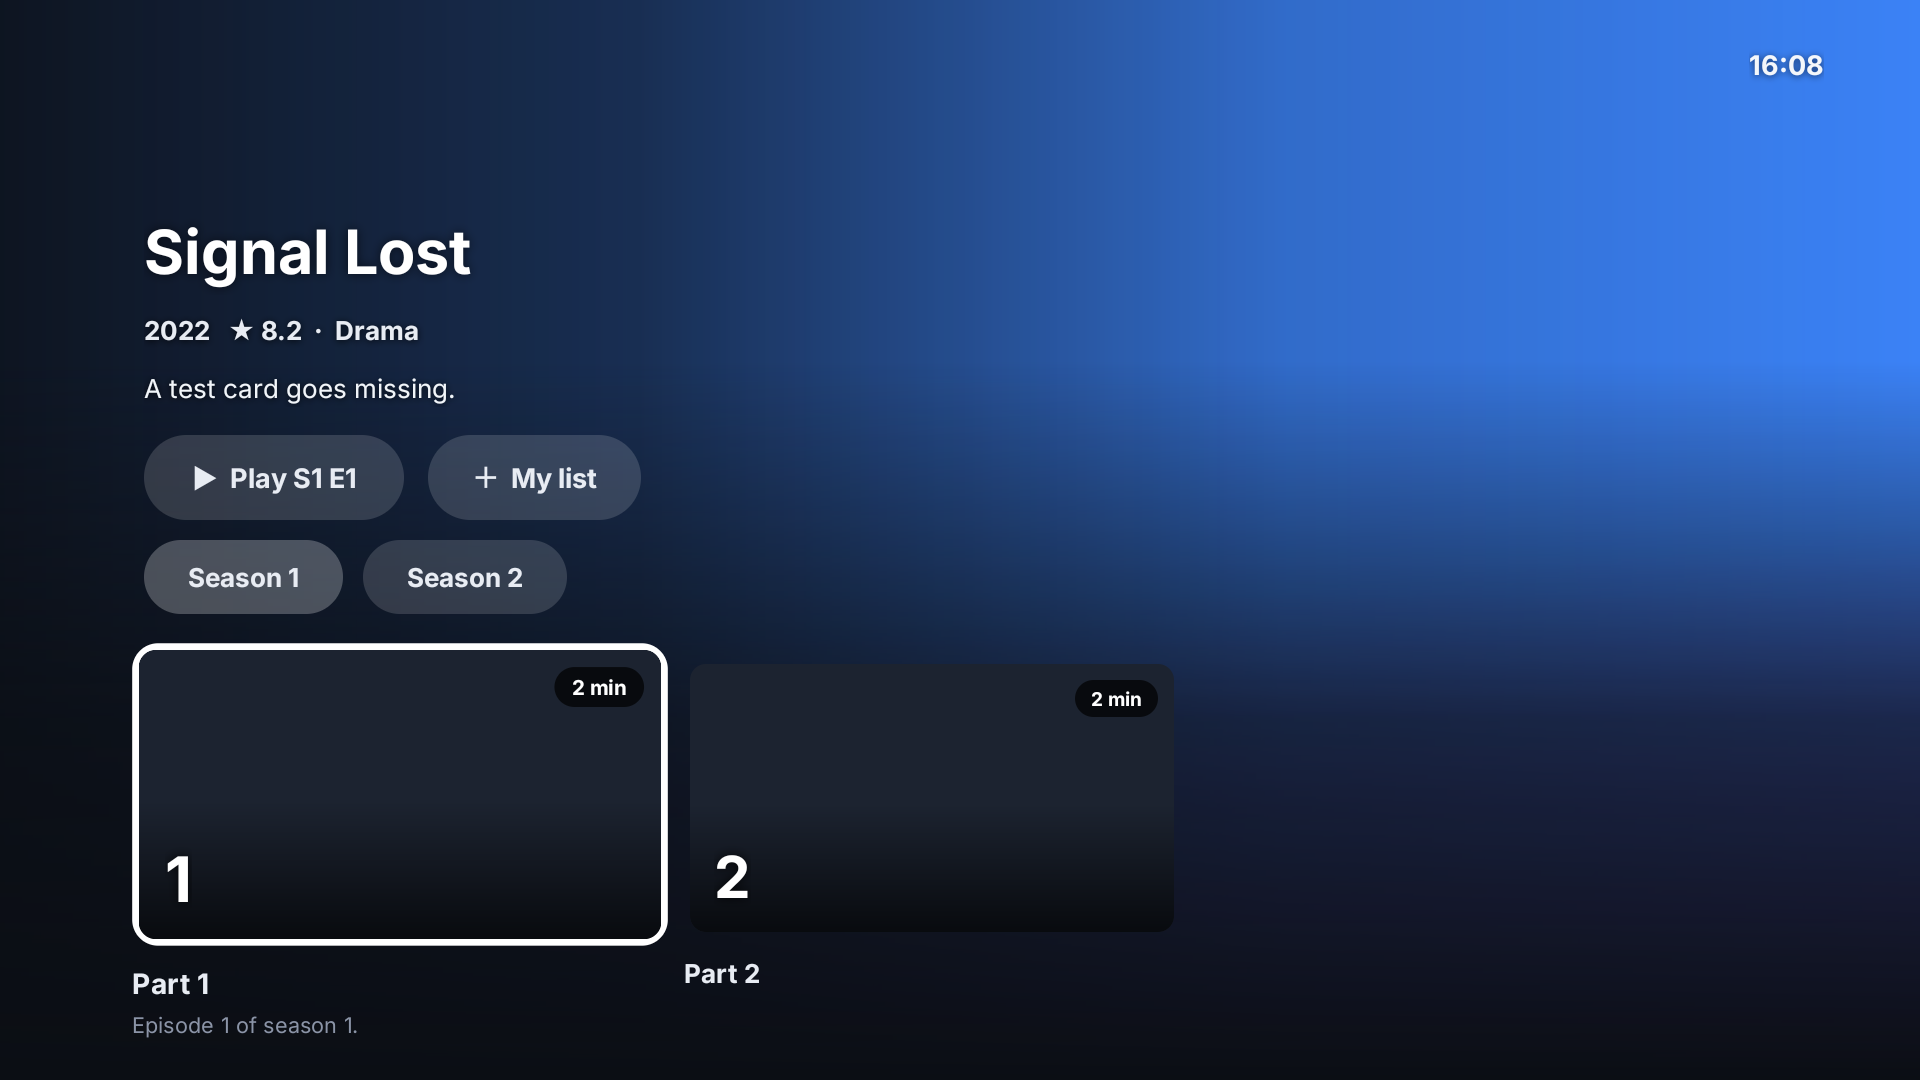 16:08
Signal Lost
2022 ★ 8.2 · Drama
A test card goes missing.
▶ Play S1 E1
+ My list
Season 1
Season 2
2 min
1
2 min
2
Part 1
Episode 1 of season 1.
Part 2